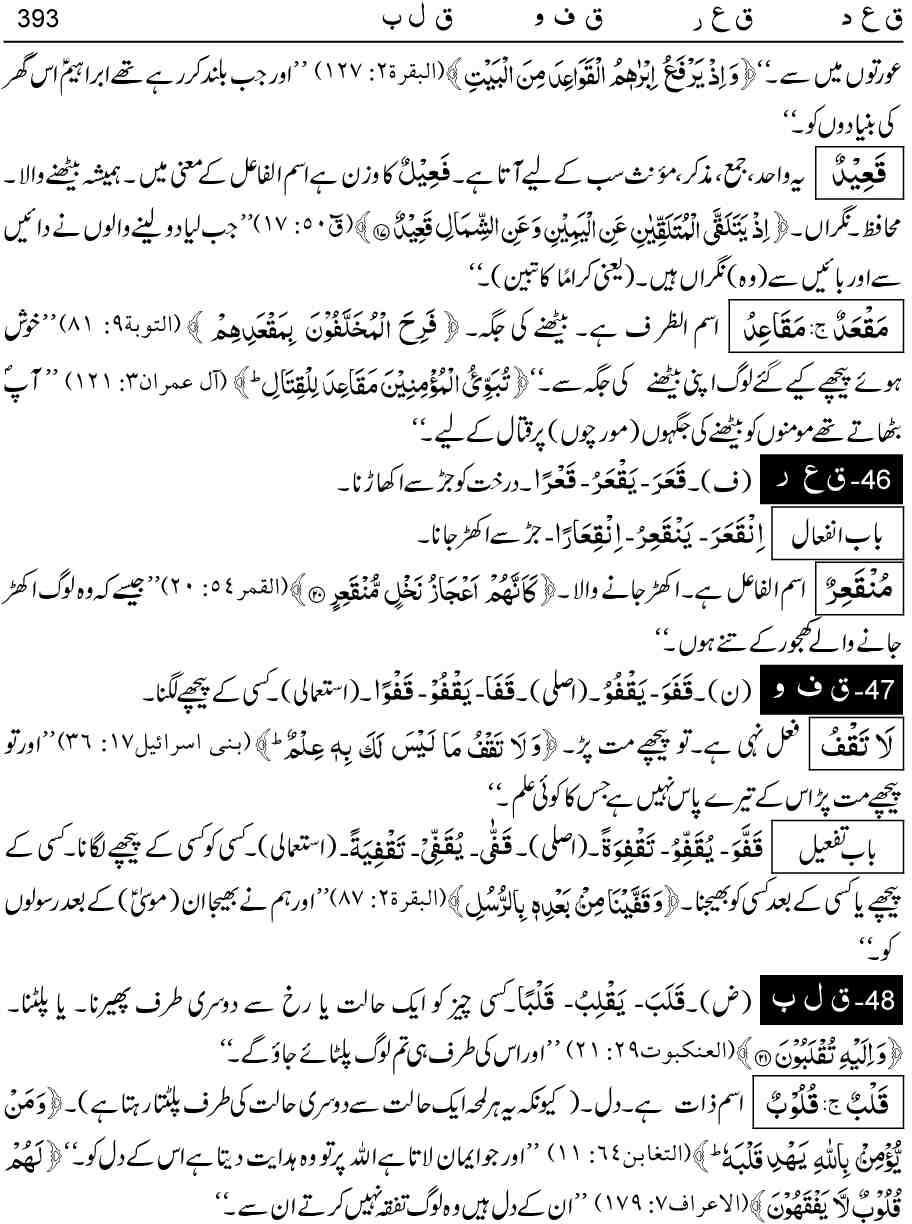 ق ع د ق ع ر ق ف و ق ل ب 393
عورتوں میں سے۔‘‘﴿وَاِذْ يَرْفَعُ اِبْرٰهٖمُ الْقَوَاعِدَ مِنَ الْبَيْتِ﴾(البقرة۲: ۱۲۷) ’’اور جب بلند کر رہے تھے ابراہیمؑ اس گھر
کی بنیادوں کو۔‘‘
قَعِيْدٌ یہ واحد، جمع، مذکر، مؤنث سب کے لیے آتا ہے۔ فَعِيْلٌ کا وزن ہے اسم الفاعل کے معنی میں۔ ہمیشہ بیٹھنے والا۔
محافظ۔ نگراں۔ ﴿اِذْ يَتَلَقَّى الْمُتَلَقِّيٰنِ عَنِ الْيَمِيْنِ وَعَنِ الشِّمَالِ قَعِيْدٌ ۝۱۷﴾(قٓ۵۰: ۱۷)’’جب لیا دو لینے والوں نے دائیں
سے اور بائیں سے (وہ) نگراں ہیں۔ (یعنی کرامًا کاتبین)۔‘‘
مَقْعَدٌ ج: مَقَاعِدُ اسم الظرف ہے۔ بیٹھنے کی جگہ۔ ﴿فَرِحَ الْمُخَلَّفُوْنَ بِمَقْعَدِهِمْ﴾ (التوبة۹: ۸۱)’’خوش
ہوئے پیچھے کیے گئے لوگ اپنی بیٹھنے کی جگہ سے۔‘‘﴿تُبَوِّئُ الْمُؤْمِنِيْنَ مَقَاعِدَ لِلْقِتَالِ ؕ﴾(آل عمران۳: ۱۲۱) ’’آپؐ
بٹھاتے تھے مومنوں کو بیٹھنے کی جگہوں (مورچوں) پر قتال کے لیے۔‘‘
46- ق ع ر (ف)۔ قَعَرَ- يَقْعَرُ- قَعْرًا۔ درخت کو جڑ سے اکھاڑنا۔
باب انفعال اِنْقَعَرَ- يَنْقَعِرُ- اِنْقِعَارًا- جڑ سے اکھڑ جانا۔
مُنْقَعِرٌ اسم الفاعل ہے۔ اکھڑ جانے والا۔ ﴿كَاَنَّهُمْ اَعْجَازُ نَخْلٍ مُّنْقَعِرٍ ۝۲۰﴾(القمر۵٤: ۲۰)’’جیسے کہ وہ لوگ اکھڑ
جانے والے کھجور کے تنے ہوں۔‘‘
47- ق ف و (ن)۔ قَفَوَ- يَقْفُوُ۔ (اصلی)۔ قَفَا- يَقْفُوْ- قَفْوًا۔ (استعمالی)۔ کسی کے پیچھے لگنا۔
لَا تَقْفُ فعل نہی ہے۔ تو پیچھے مت پڑ۔ ﴿وَلَا تَقْفُ مَا لَيْسَ لَكَ بِهٖ عِلْمٌ ؕ﴾(بنی اسرائیل۱۷: ۳٦)’’اور تو
پیچھے مت پڑ اس کے تیرے پاس نہیں ہے جس کا کوئی علم۔‘‘
باب تفعیل قَفَّوَ- يُقَفِّوُ- تَقْفِوَةً۔ (اصلی)۔ قَفّٰى- يُقَفِّيْ- تَقْفِيَةً۔ (استعمالی)۔ کسی کو کسی کے پیچھے لگانا۔ کسی کے
پیچھے یا کسی کے بعد کسی کو بھیجنا۔ ﴿وَقَفَّيْنَا مِنْۢ بَعْدِهٖ بِالرُّسُلِ﴾(البقرة۲: ۸۷)’’اور ہم نے بھیجا ان (موسیٰؑ) کے بعد رسولوں
کو۔‘‘
48- ق ل ب (ض)۔ قَلَبَ- يَقْلِبُ- قَلْبًا۔ کسی چیز کو ایک حالت یا رخ سے دوسری طرف پھیرنا۔ یا پلٹنا۔
﴿وَاِلَيْهِ تُقْلَبُوْنَ ۝۲۱﴾(العنکبوت۲۹: ۲۱) ’’اور اس کی طرف ہی تم لوگ پلٹائے جاؤ گے۔‘‘
قَلْبٌ ج: قُلُوْبٌ اسم ذات ہے۔ دل۔ (کیونکہ یہ ہر لمحہ ایک حالت سے دوسری حالت کی طرف پلٹتا رہتا ہے)۔ ﴿وَمَنْ
يُّؤْمِنْۢ بِاللّٰهِ يَهْدِ قَلْبَهٗ ؕ﴾(التغابن٦٤: ۱۱) ’’اور جو ایمان لاتا ہے اللہ پر تو وہ ہدایت دیتا ہے اس کے دل کو۔‘‘﴿لَهُمْ
قُلُوْبٌ لَّا يَفْقَهُوْنَ﴾(الاعراف۷: ۱۷۹) ’’ان کے دل ہیں وہ لوگ تفقہ نہیں کرتے ان سے۔‘‘